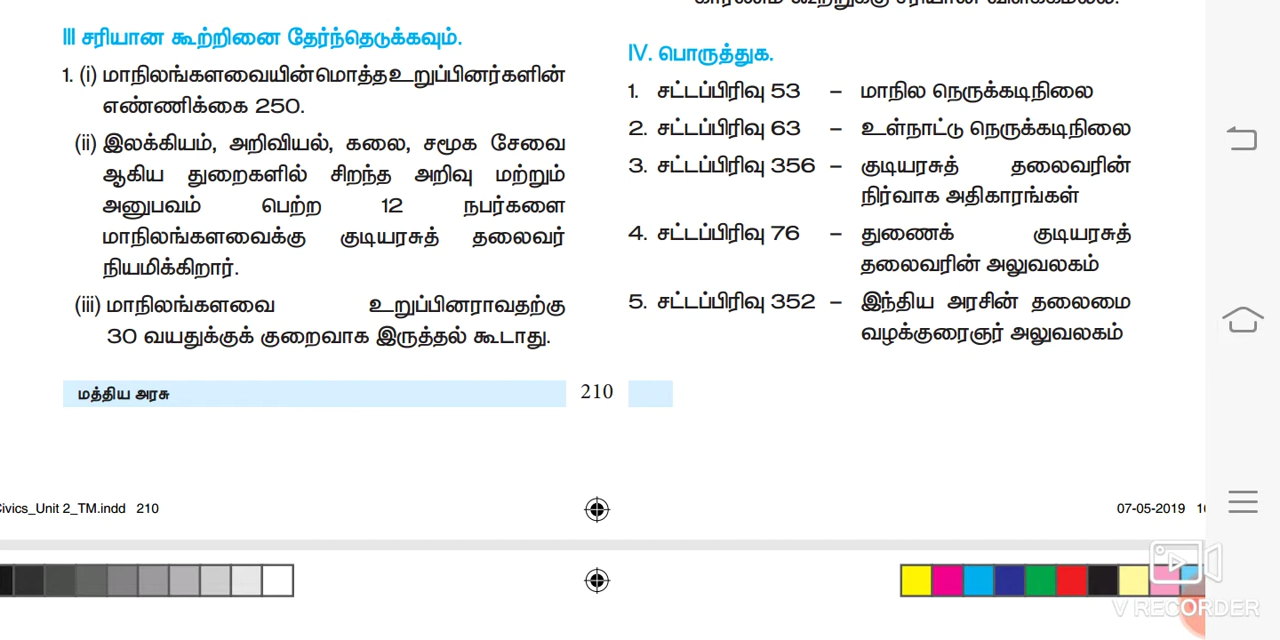 III சரியான கூற்றினை தேர்ந்தெடுக்கவும்.
1. (i) மாநிலங்களவையின்மொத்தஉறுப்பினர்களின்
எண்ணிக்கை 250.
(ii) இலக்கியம், அறிவியல், கலை, சமூக சேவை
ஆகிய துறைகளில் சிறந்த அறிவு மற்றும்
அனுபவம் பெற்ற 12 நபர்களை
மாநிலங்களவைக்கு குடியரசுத் தலைவர்
நியமிக்கிறார்.
(iii) மாநிலங்களவை உறுப்பினராவதற்கு
30 வயதுக்குக் குறைவாக இருத்தல் கூடாது.
IV. பொருத்துக.
1. சட்டப்பிரிவு 53 – மாநில நெருக்கடிநிலை
2. சட்டப்பிரிவு 63 – உள்நாட்டு நெருக்கடிநிலை
3. சட்டப்பிரிவு 356 – குடியரசுத் தலைவரின்
நிர்வாக அதிகாரங்கள்
4. சட்டப்பிரிவு 76 – துணைக் குடியரசுத்
தலைவரின் அலுவலகம்
5. சட்டப்பிரிவு 352 – இந்திய அரசின் தலைமை
வழக்குரைஞர் அலுவலகம்
மத்திய அரசு 210
Civics_Unit 2_TM.indd 210
07-05-2019
V RECORDER